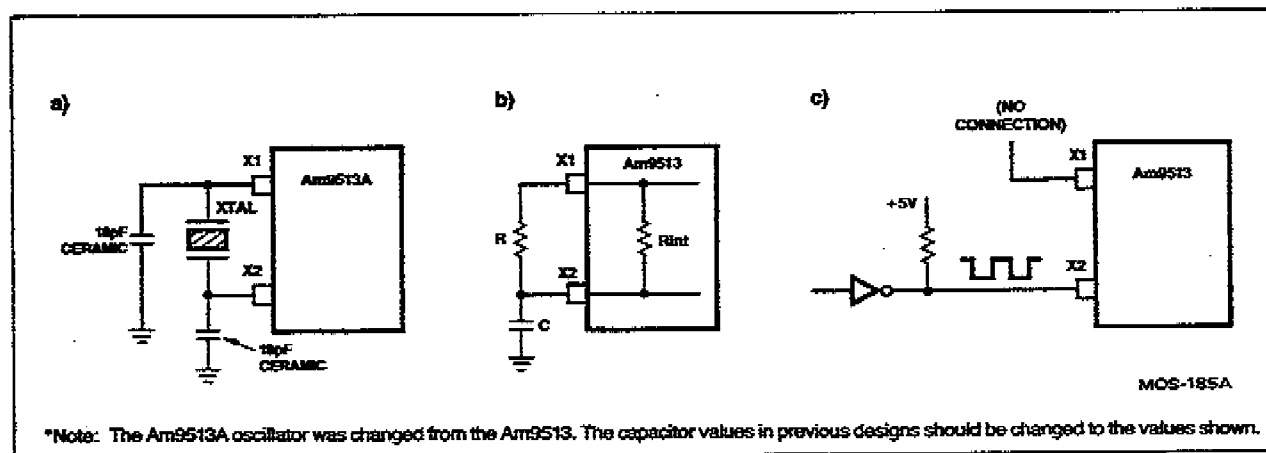 a)
X1
Am9513A
XTAL
18pF
CERAMIC
X2
18pF
CERAMIC
b)
X1
Am9513
R
Rint
X2
C
c)
(NO
CONNECTION)
X1
Am9513
+5V
X2
MOS-185A
*Note: The Am9513A oscillator was changed from the Am9513. The capacitor values in previous designs should be changed to the values shown.